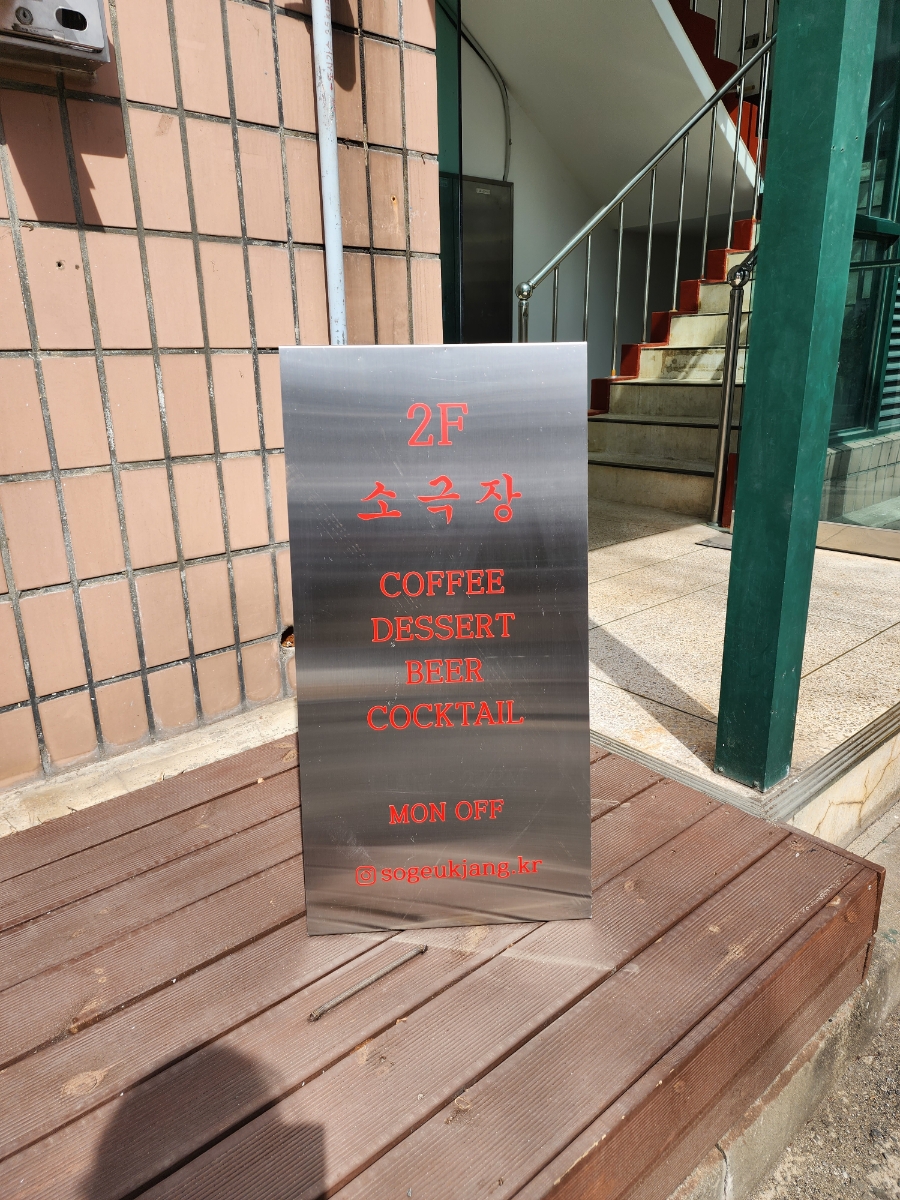 2F
소극장
COFFEE
DESSERT
BEER
COCKTAIL
MON OFF
sogeukjang.kr